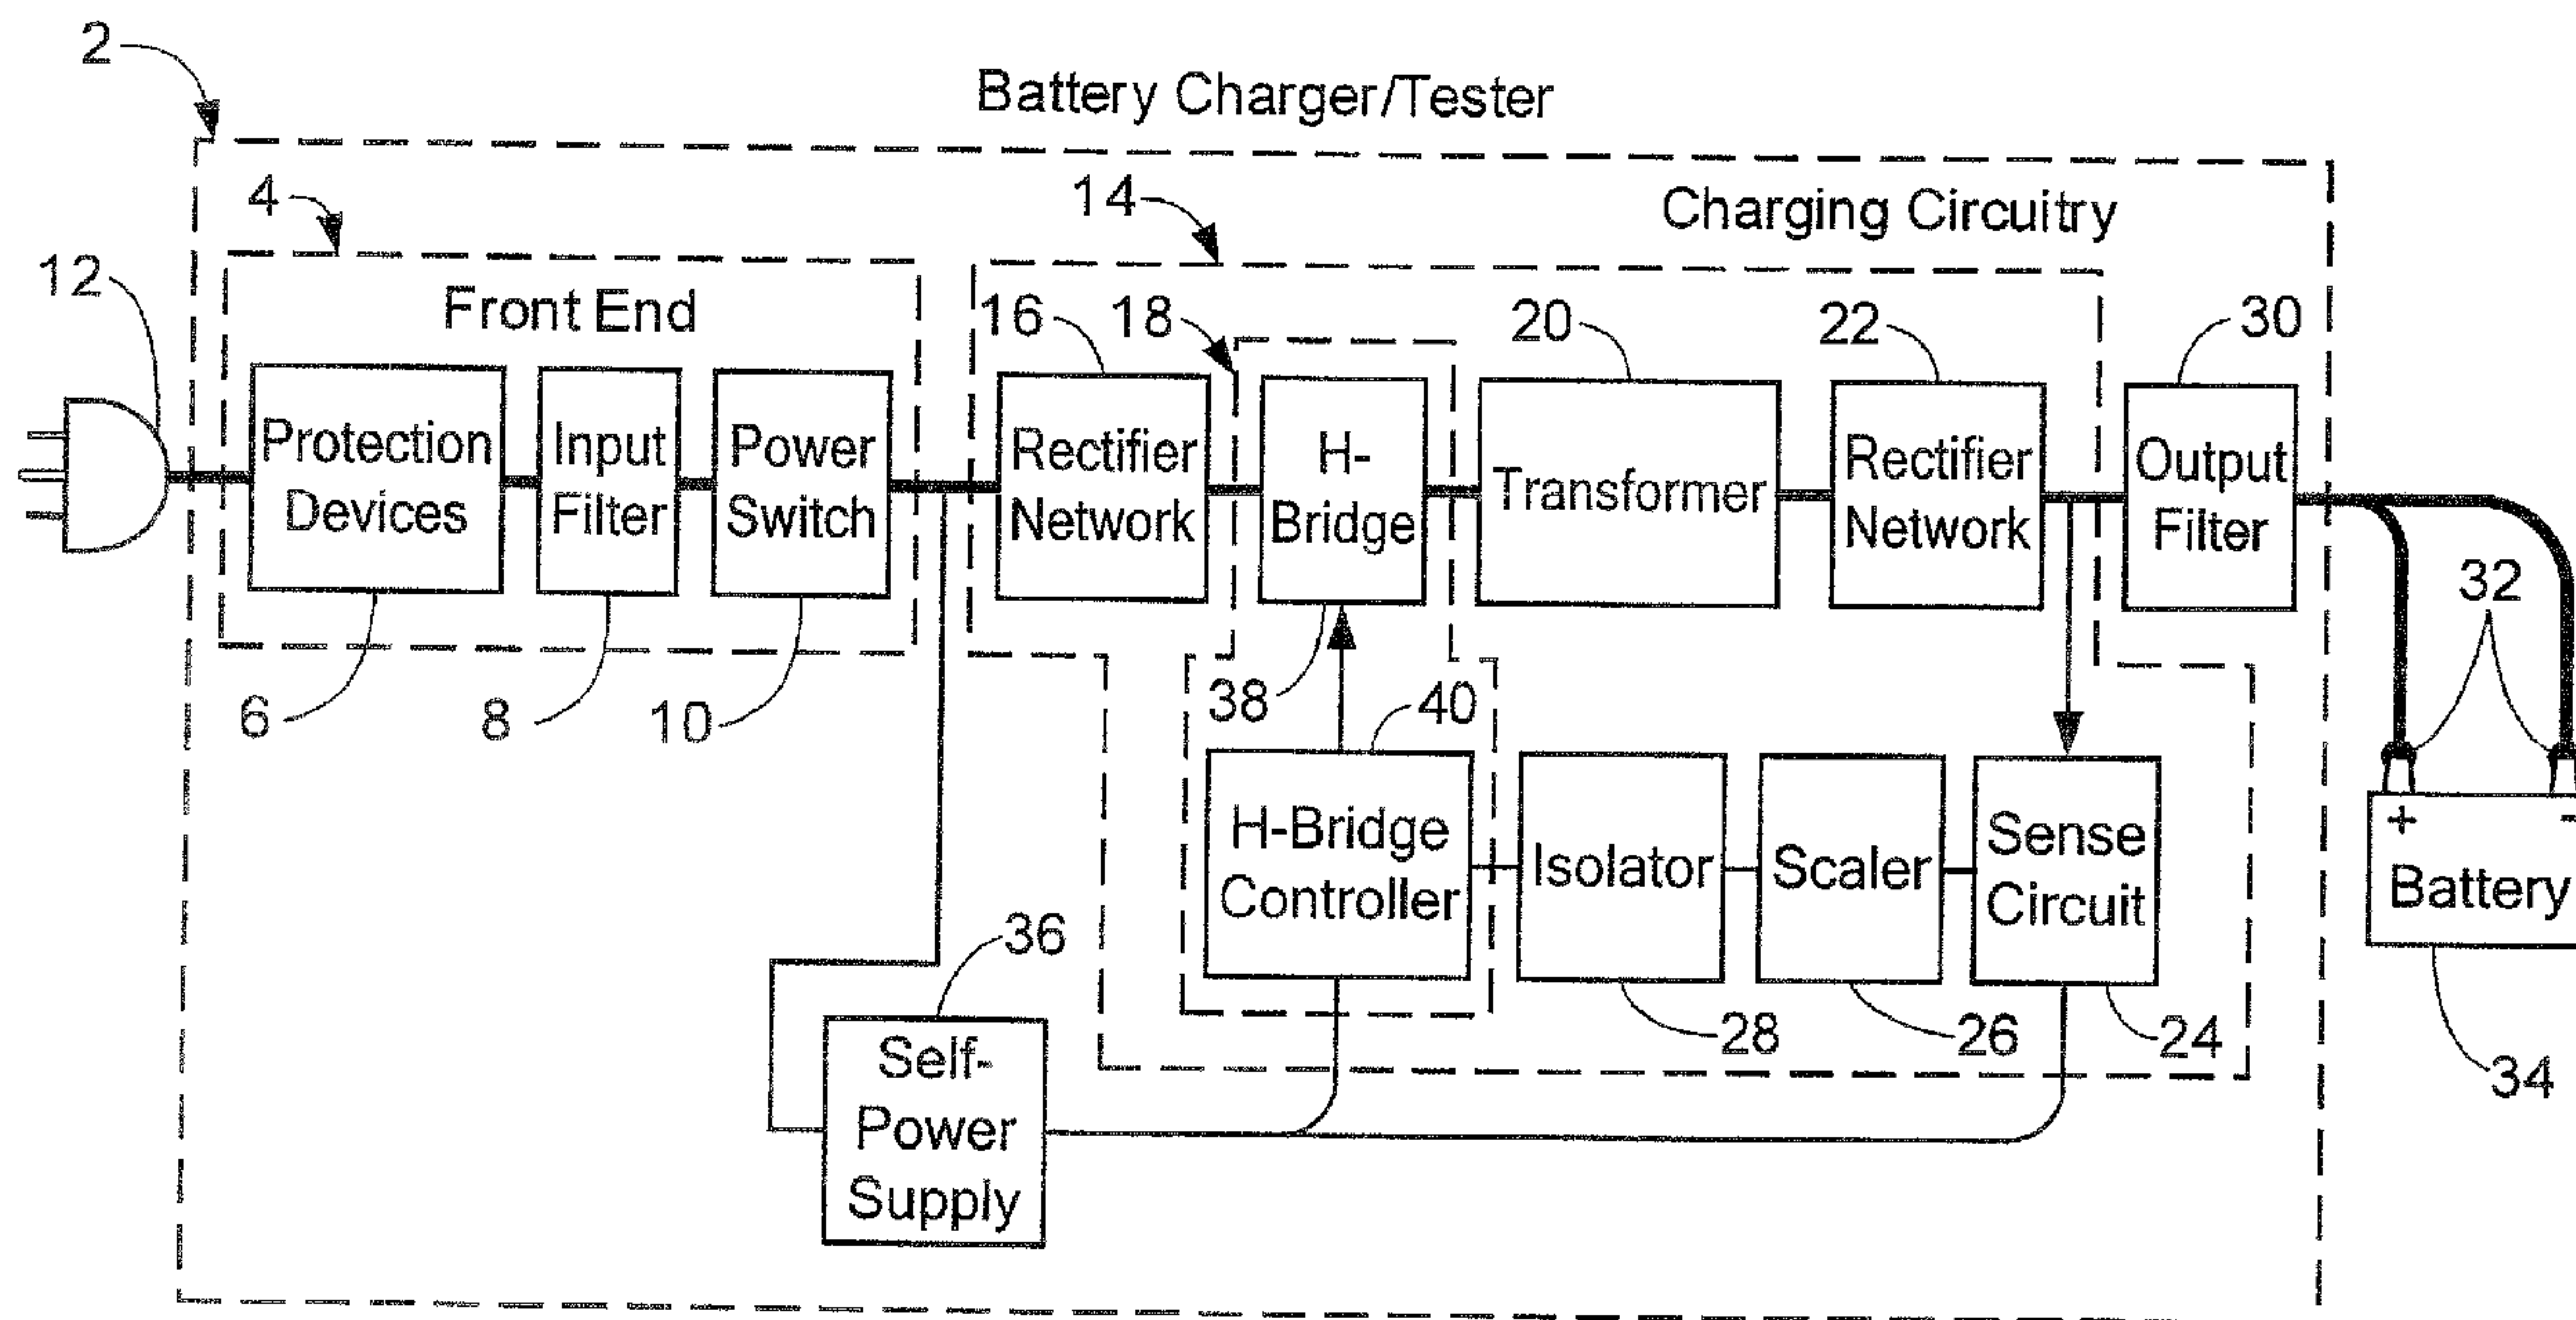 2
Battery Charger/Tester
4
14
Charging Circuitry
12
Front End
16
18
20
22
30
Protection
Devices
Input
Filter
Power
Switch
Rectifier
Network
H-
Bridge
Transformer
Rectifier
Network
Output
Filter
32
6
8
10
38
40
H-Bridge
Controller
Isolator
Scaler
Sense
Circuit
+
-
Battery
36
28
26
24
34
Self-
Power
Supply